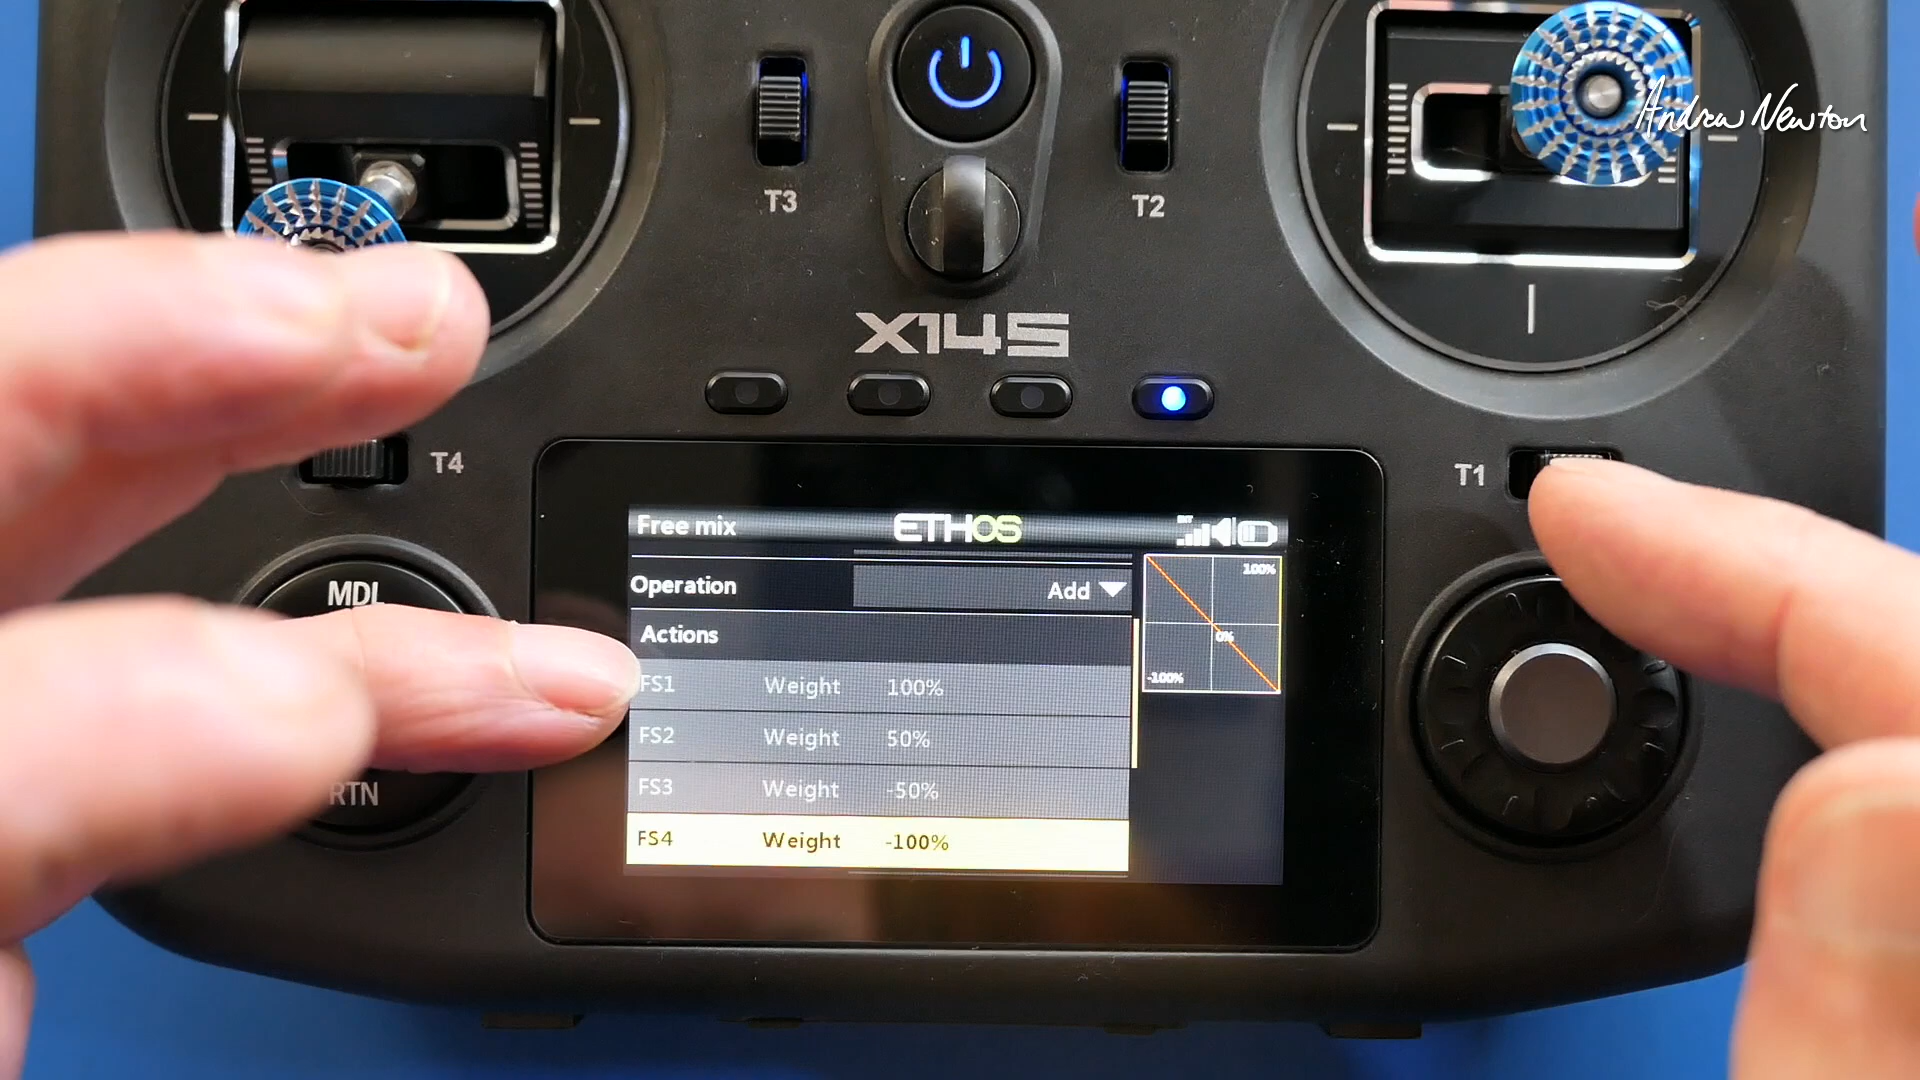 Andrew Newton
T3
T2
X14S
T4
T1
MDL
RTN
Free mix
ETHOS
INT
Operation
Add
Actions
FS1 Weight 100%
FS2 Weight 50%
FS3 Weight -50%
FS4 Weight -100%
100%
0%
-100%